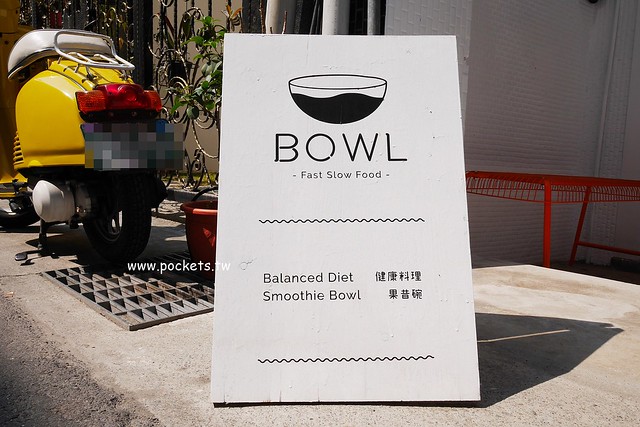 BOWL
- Fast Slow Food -
www.pockets.tw
Balanced Diet 健康料理
Smoothie Bowl 果昔碗